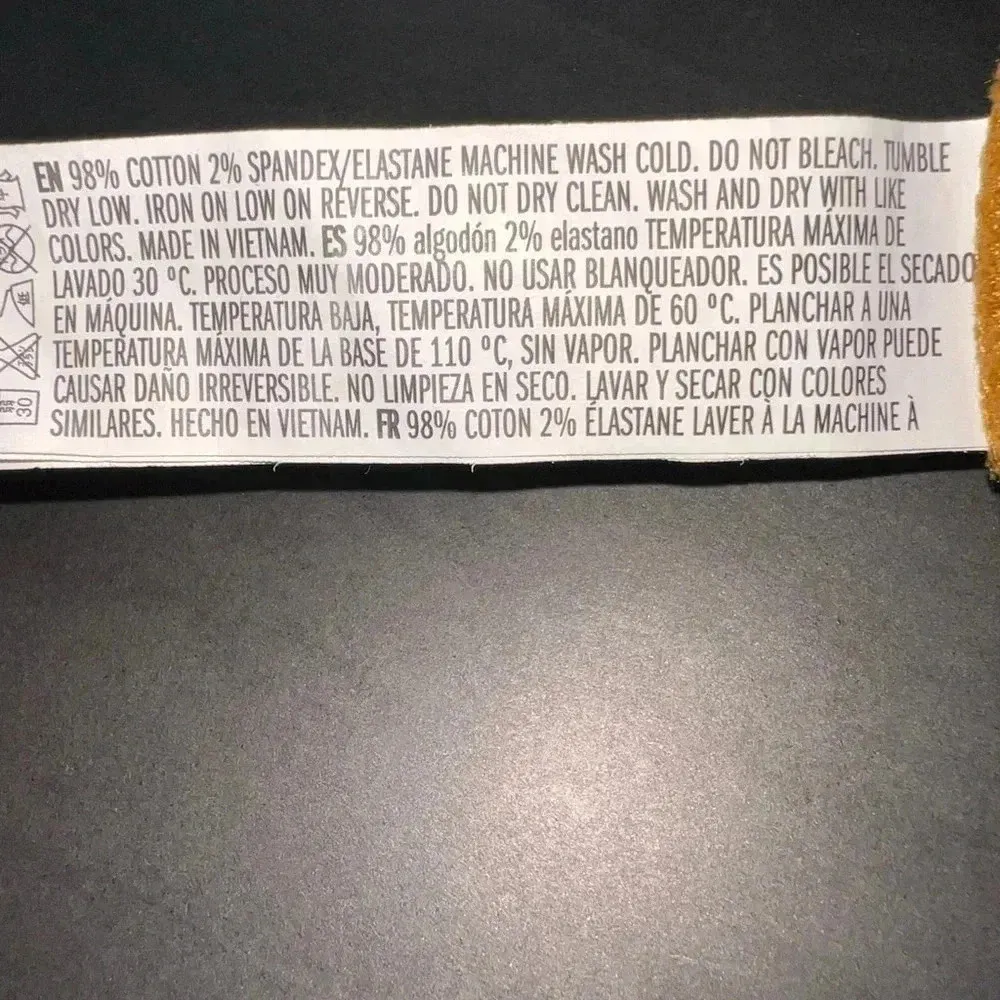 EN 98% COTTON 2% SPANDEX/ELASTANE MACHINE WASH COLD. DO NOT BLEACH. TUMBLE
DRY LOW. IRON ON LOW ON REVERSE. DO NOT DRY CLEAN. WASH AND DRY WITH LIKE
COLORS. MADE IN VIETNAM. ES 98% algodón 2% elastano TEMPERATURA MÁXIMA DE
LAVADO 30 °C. PROCESO MUY MODERADO. NO USAR BLANQUEADOR. ES POSIBLE EL SECADO
EN MÁQUINA. TEMPERATURA BAJA, TEMPERATURA MÁXIMA DE 60 °C. PLANCHAR A UNA
TEMPERATURA MÁXIMA DE LA BASE DE 110 °C, SIN VAPOR. PLANCHAR CON VAPOR PUEDE
CAUSAR DAÑO IRREVERSIBLE. NO LIMPIEZA EN SECO. LAVAR Y SECAR CON COLORES
SIMILARES. HECHO EN VIETNAM. FR 98% COTON 2% ÉLASTANE LAVER À LA MACHINE À
30